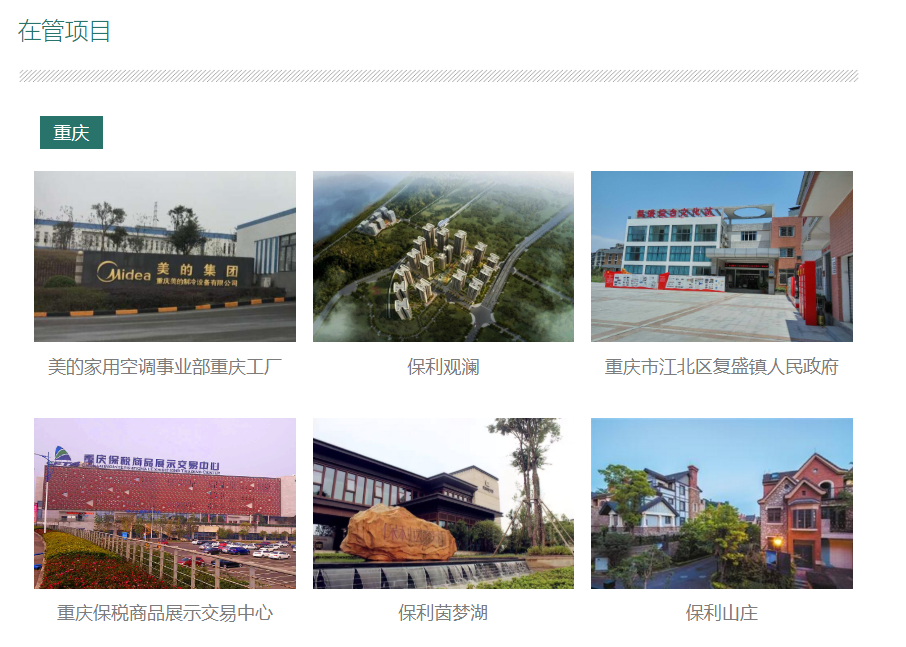 在管项目
重庆
Midea 美的集团
重庆美的制冷设备有限公司
美的家用空调事业部重庆工厂
保利观澜
重庆市江北区复盛镇人民政府
重庆保税商品展示交易中心
重庆保税商品展示交易中心
保利茵梦湖
保利山庄